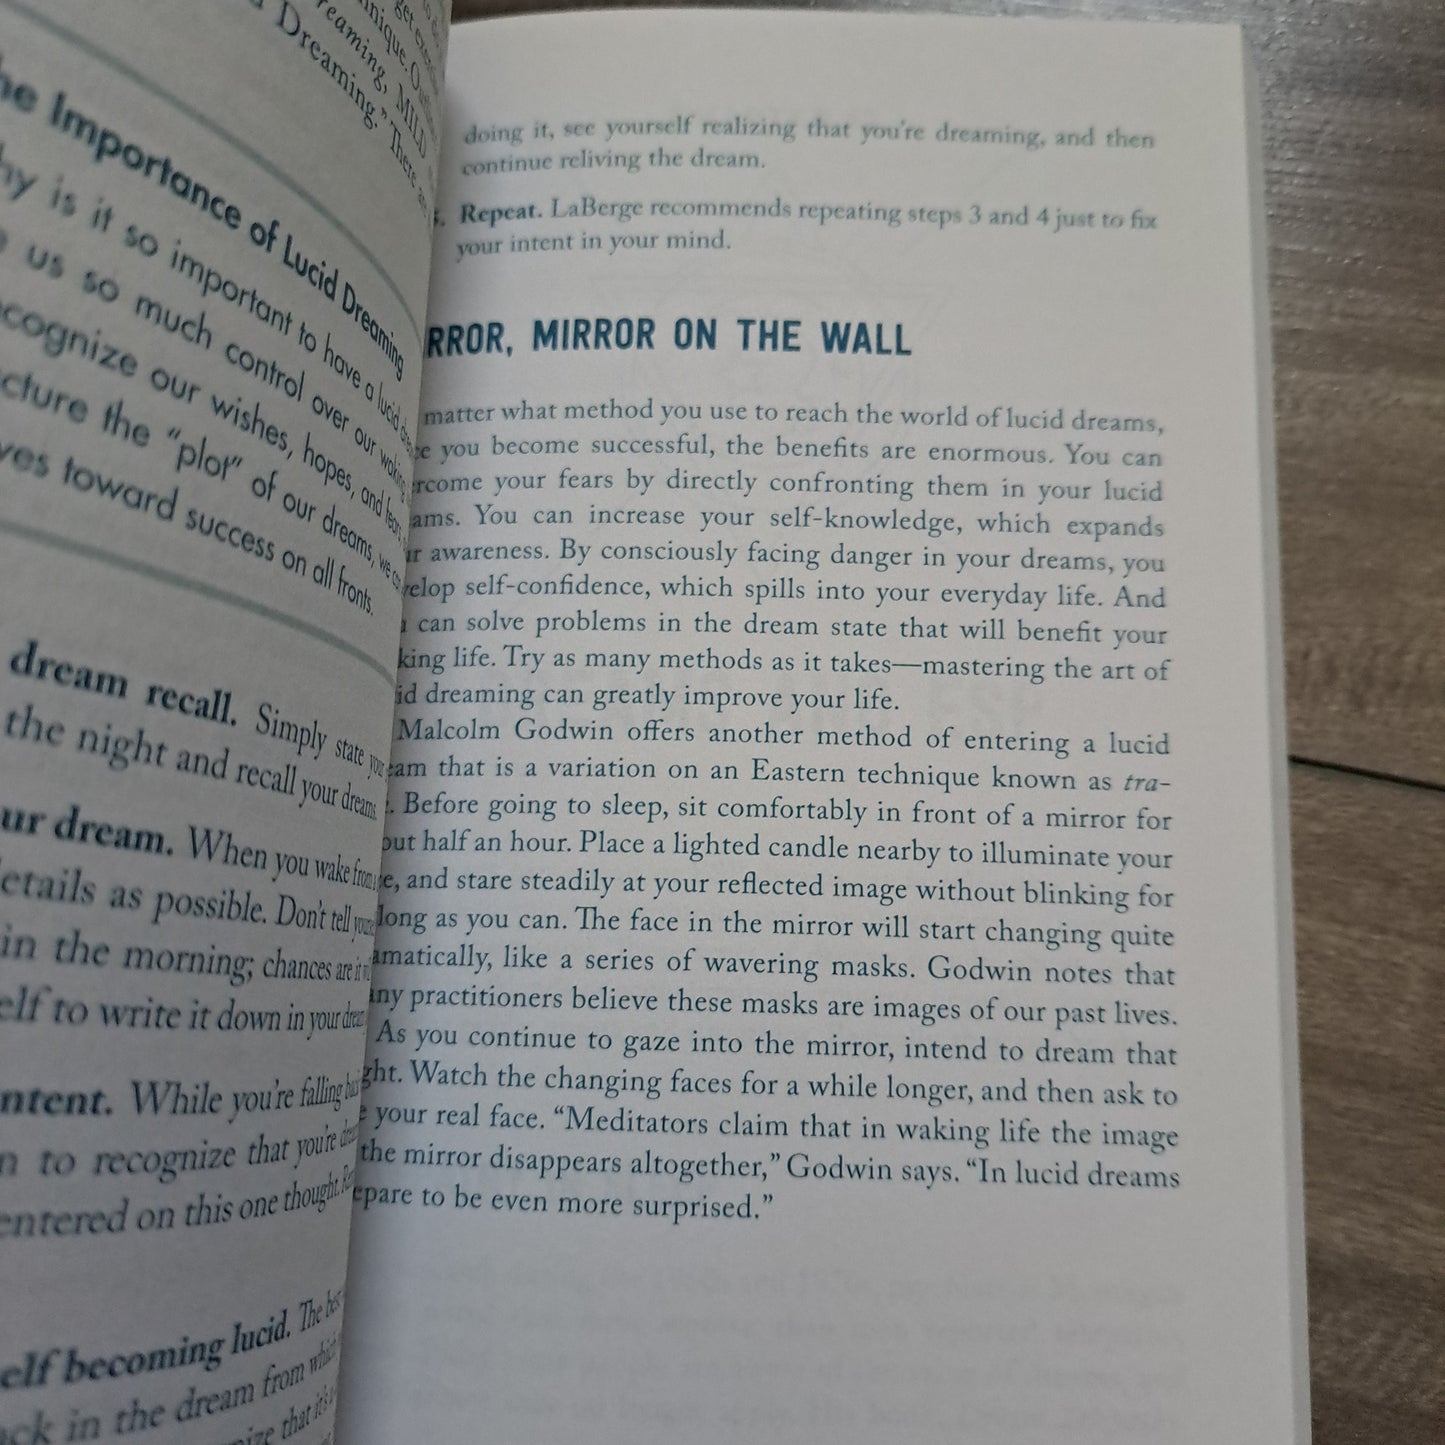 Dreaming." There
Dreaming, MILD
he Importance of Lucid Dreaming
hy is it so important to have a lucid
us so much control over our waking
cognize our wishes, hopes, and fears
cture the "plot" of our dreams, we
ves toward success on all fronts.
dream recall. Simply state
the night and recall your dreams.
ur dream. When you wake from
etails as possible. Don't tell
in the morning; chances are it
elf to write it down in your
ntent. While you're falling
n to recognize that you're
entered on this one thought.
elf becoming lucid. The
ack in the dream from which
doing it, see yourself realizing that you're dreaming, and then
continue reliving the dream.
Repeat. LaBerge recommends repeating steps 3 and 4 just to fix
your intent in your mind.
RROR, MIRROR ON THE WALL
matter what method you use to reach the world of lucid dreams,
e you become successful, the benefits are enormous. You can
rcome your fears by directly confronting them in your lucid
ams. You can increase your self-knowledge, which expands
ur awareness. By consciously facing danger in your dreams, you
elop self-confidence, which spills into your everyday life. And
can solve problems in the dream state that will benefit your
king life. Try as many methods as it takes—mastering the art of
id dreaming can greatly improve your life.
Malcolm Godwin offers another method of entering a lucid
eam that is a variation on an Eastern technique known as tra-
. Before going to sleep, sit comfortably in front of a mirror for
out half an hour. Place a lighted candle nearby to illuminate your
e, and stare steadily at your reflected image without blinking for
long as you can. The face in the mirror will start changing quite
amatically, like a series of wavering masks. Godwin notes that
ny practitioners believe these masks are images of our past lives.
As you continue to gaze into the mirror, intend to dream that
ght. Watch the changing faces for a while longer, and then ask to
e your real face. “Meditators claim that in waking life the image
the mirror disappears altogether,” Godwin says. “In lucid dreams
epare to be even more surprised.”